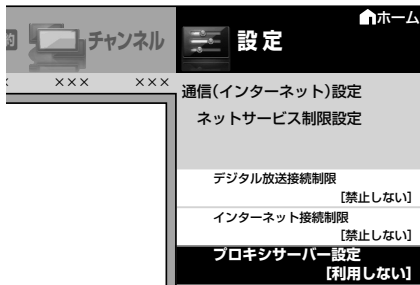 ホーム
約
チャンネル
設定
××× ×××
通信(インターネット)設定
ネットサービス制限設定
デジタル放送接続制限
[禁止しない]
インターネット接続制限
[禁止しない]
プロキシサーバー設定
[利用しない]